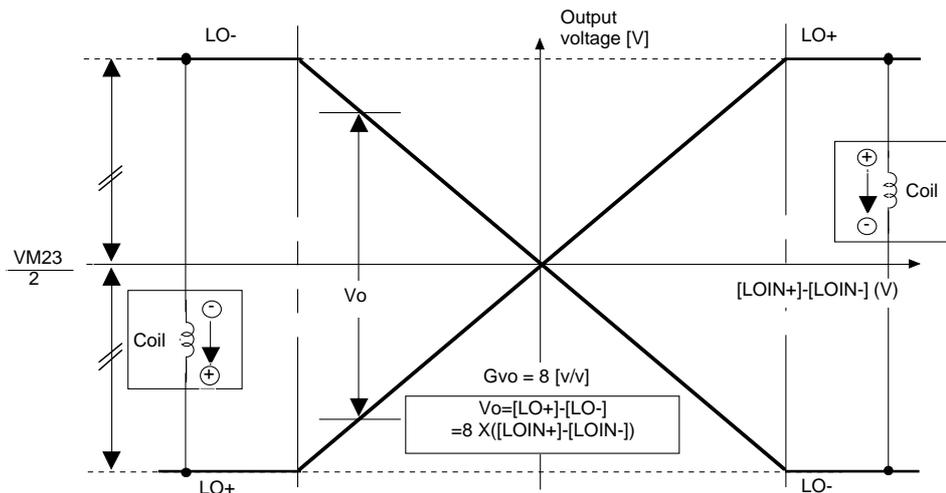 Output
voltage [V]
LO-
LO+
+
Coil
-
VM23
2
[LOIN+]-[LOIN-] (V)
Vo
-
Coil
+
Gvo = 8 [v/v]
Vo=[LO+]-[LO-]
=8 X([LOIN+]-[LOIN-])
LO+
LO-